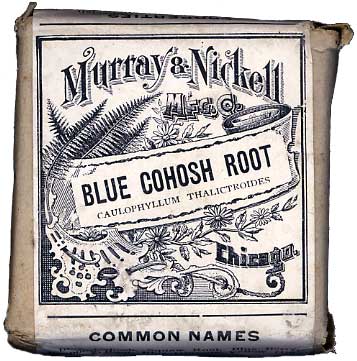 Murray & Nickell
MFG. Co.
BLUE COHOSH ROOT
CAULOPHYLLUM THALICTROIDES
Chicago.
COMMON NAMES